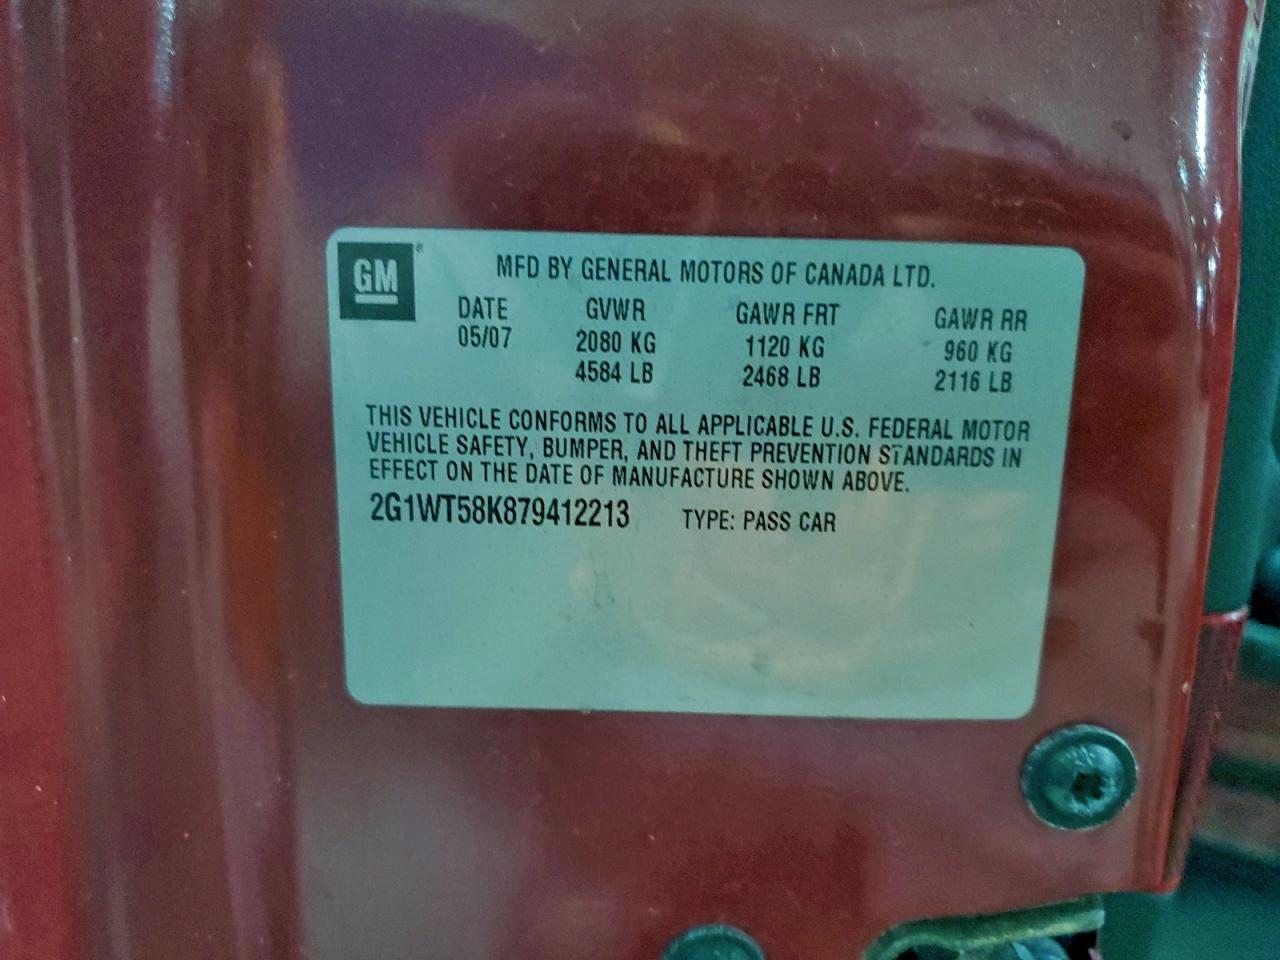 GM®
MFD BY GENERAL MOTORS OF CANADA LTD.
DATE GVWR GAWR FRT GAWR RR
05/07 2080 KG 1120 KG 960 KG
4584 LB 2468 LB 2116 LB
THIS VEHICLE CONFORMS TO ALL APPLICABLE U.S. FEDERAL MOTOR
VEHICLE SAFETY, BUMPER, AND THEFT PREVENTION STANDARDS IN
EFFECT ON THE DATE OF MANUFACTURE SHOWN ABOVE.
2G1WT58K879412213 TYPE: PASS CAR